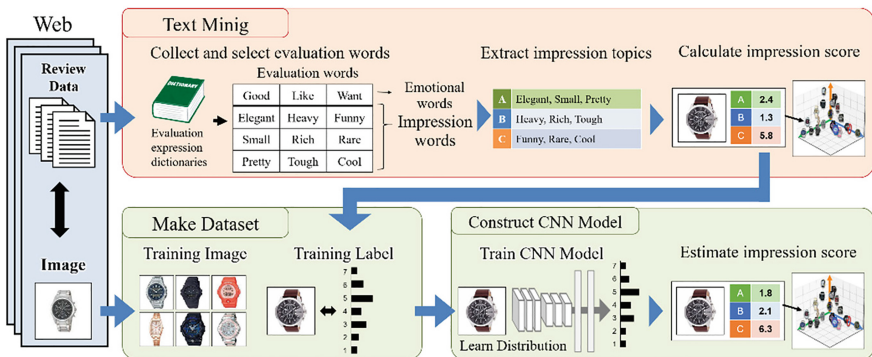 Web
Review
Data
Image
Text Minig
Collect and select evaluation words
DICTIONARY
Evaluation
expression
dictionaries
Evaluation words
Good Like Want
Elegant Heavy Funny
Small Rich Rare
Pretty Tough Cool
Emotional
words
Impression
words
Extract impression topics
A Elegant, Small, Pretty
B Heavy, Rich, Tough
C Funny, Rare, Cool
Calculate impression score
A 2.4
B 1.3
C 5.8
Make Dataset
Training Image
Training Label
7
6
5
4
3
2
1
Construct CNN Model
Train CNN Model
7
6
5
4
3
2
1
Learn Distribution
Estimate impression score
A 1.8
B 2.1
C 6.3